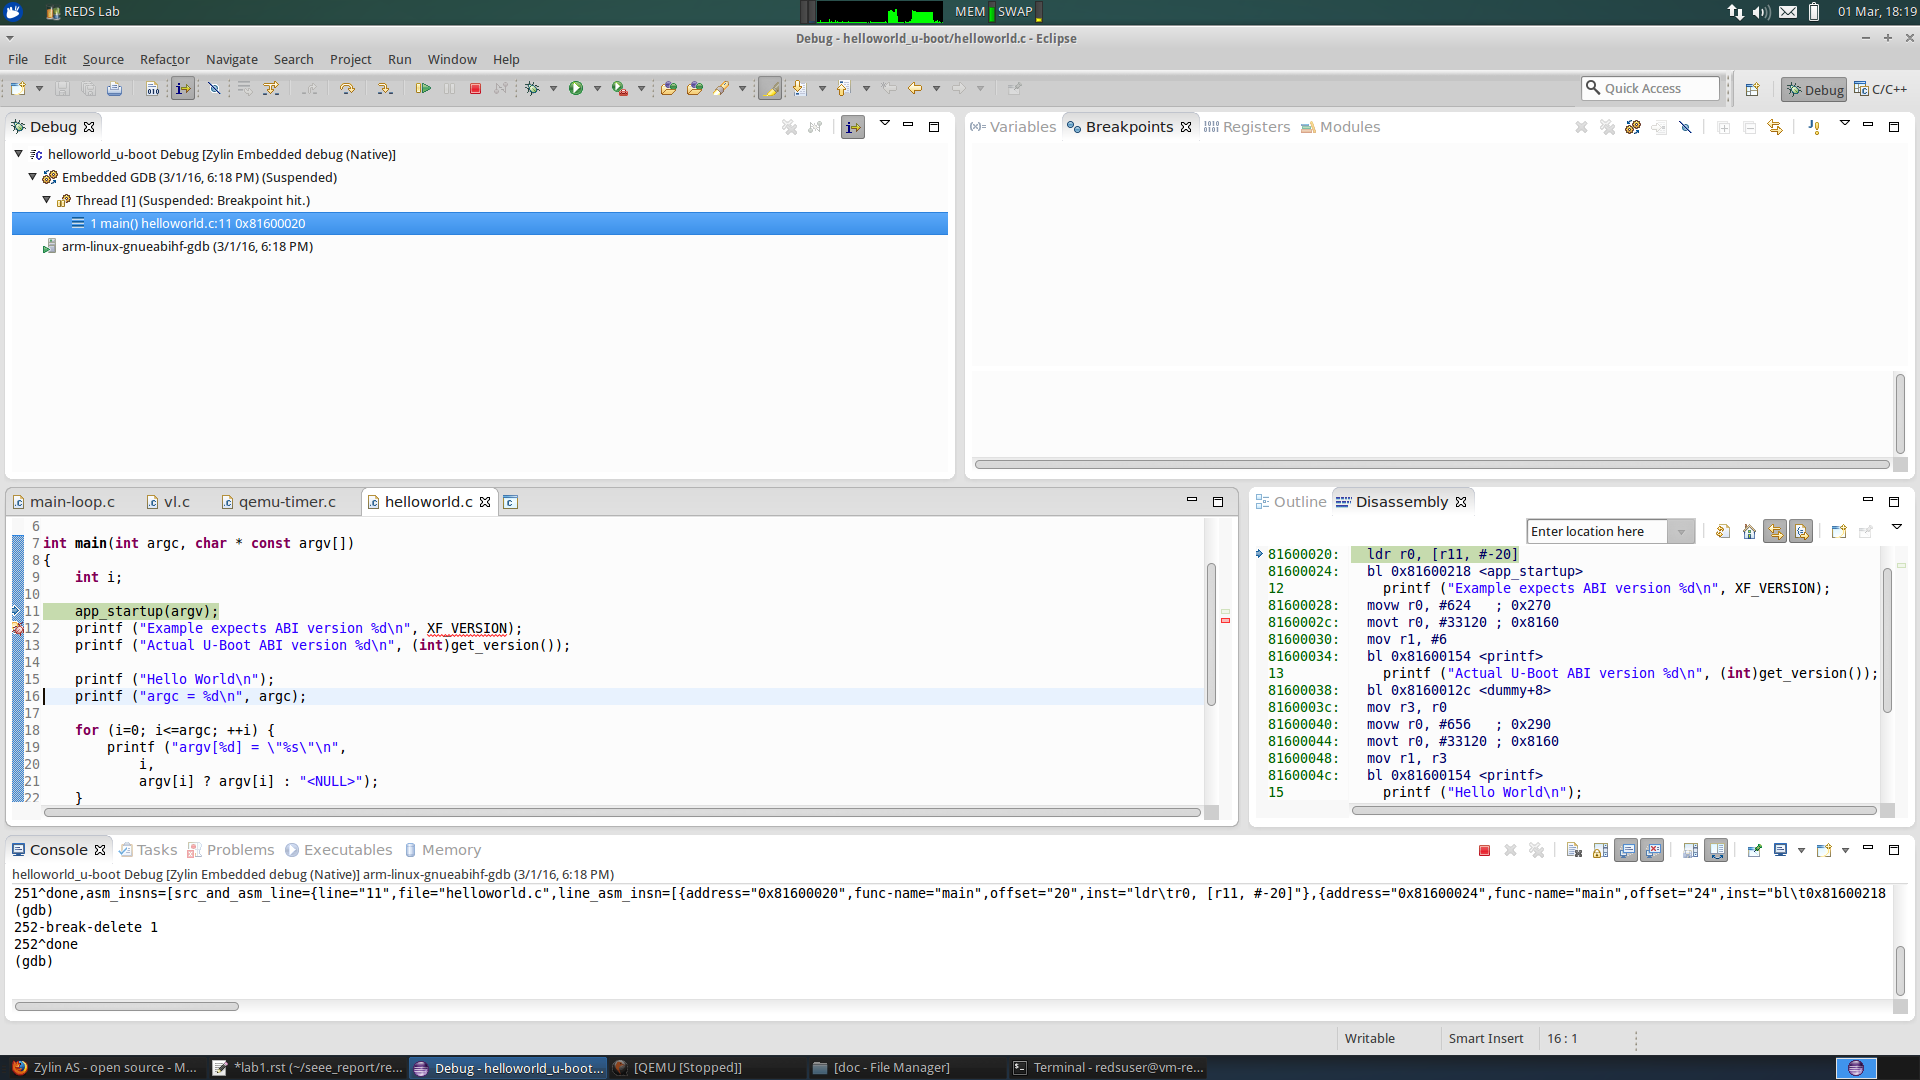 REDS Lab
MEM SWAP
01 Mar, 18:19
Debug - helloworld_u-boot/helloworld.c - Eclipse
File Edit Source Refactor Navigate Search Project Run Window Help
Quick Access
Debug
C/C++
Debug
helloworld_u-boot Debug [Zylin Embedded debug (Native)]
Embedded GDB (3/1/16, 6:18 PM) (Suspended)
Thread [1] (Suspended: Breakpoint hit.)
1 main() helloworld.c:11 0x81600020
arm-linux-gnueabihf-gdb (3/1/16, 6:18 PM)
Variables Breakpoints Registers Modules
main-loop.c vl.c qemu-timer.c helloworld.c
6
7 int main(int argc, char * const argv[])
8 {
9     int i;
10
11     app_startup(argv);
12     printf ("Example expects ABI version %d\n", XF_VERSION);
13     printf ("Actual U-Boot ABI version %d\n", (int)get_version());
14
15     printf ("Hello World\n");
16     printf ("argc = %d\n", argc);
17
18     for (i=0; i<=argc; ++i) {
19         printf ("argv[%d] = \"%s\"\n",
20             i,
21             argv[i] ? argv[i] : "<NULL>");
22     }
Outline Disassembly
Enter location here
81600020: ldr r0, [r11, #-20]
81600024: bl 0x81600218 <app_startup>
12 printf ("Example expects ABI version %d\n", XF_VERSION);
81600028: movw r0, #624 ; 0x270
8160002c: movt r0, #33120 ; 0x8160
81600030: mov r1, #6
81600034: bl 0x81600154 <printf>
13 printf ("Actual U-Boot ABI version %d\n", (int)get_version());
81600038: bl 0x8160012c <dummy+8>
8160003c: mov r3, r0
81600040: movw r0, #656 ; 0x290
81600044: movt r0, #33120 ; 0x8160
81600048: mov r1, r3
8160004c: bl 0x81600154 <printf>
15 printf ("Hello World\n");
Console Tasks Problems Executables Memory
helloworld_u-boot Debug [Zylin Embedded debug (Native)] arm-linux-gnueabihf-gdb (3/1/16, 6:18 PM)
251^done,asm_insns=[src_and_asm_line={line="11",file="helloworld.c",line_asm_insn=[{address="0x81600020",func-name="main",offset="20",inst="ldr\tr0, [r11, #-20]"},{address="0x81600024",func-name="main",offset="24",inst="bl\t0x81600218
(gdb)
252-break-delete 1
252^done
(gdb)
Writable Smart Insert 16 : 1
Zylin AS - open source - M... *lab1.rst (~/seee_report/re... Debug - helloworld_u-boot... [QEMU [Stopped]] [doc - File Manager] Terminal - redsuser@vm-re...